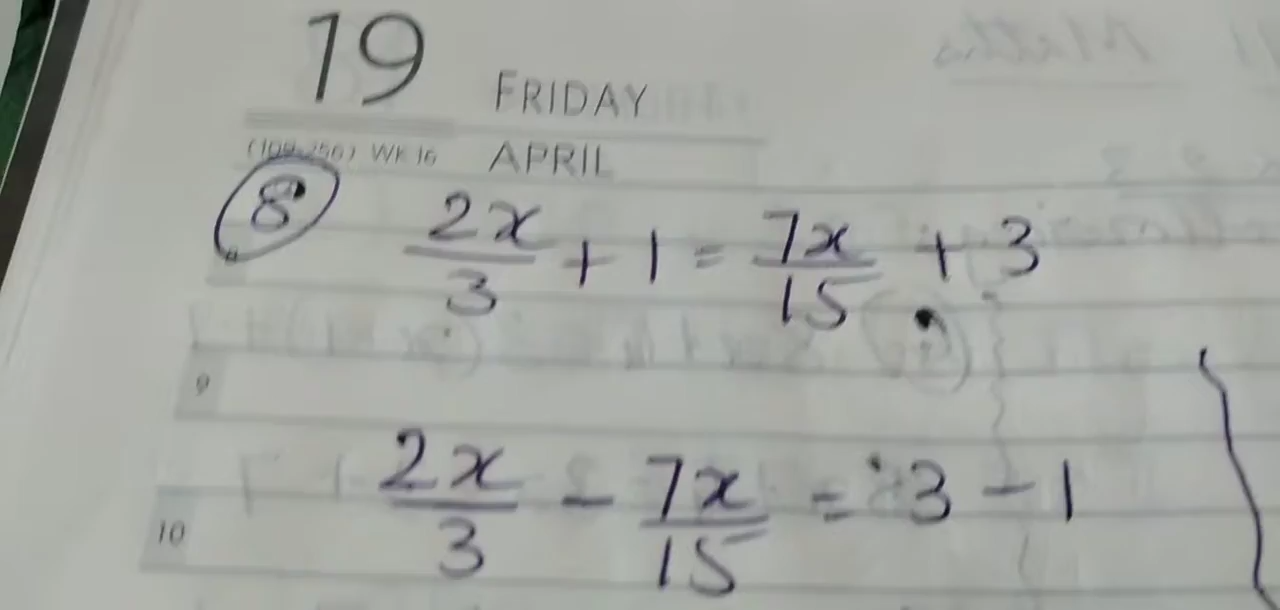 19 FRIDAY
WK 16 APRIL
8 2x/3 + 1 = 7x/15 + 3
9
2x/3 - 7x/15 = 3 - 1
10